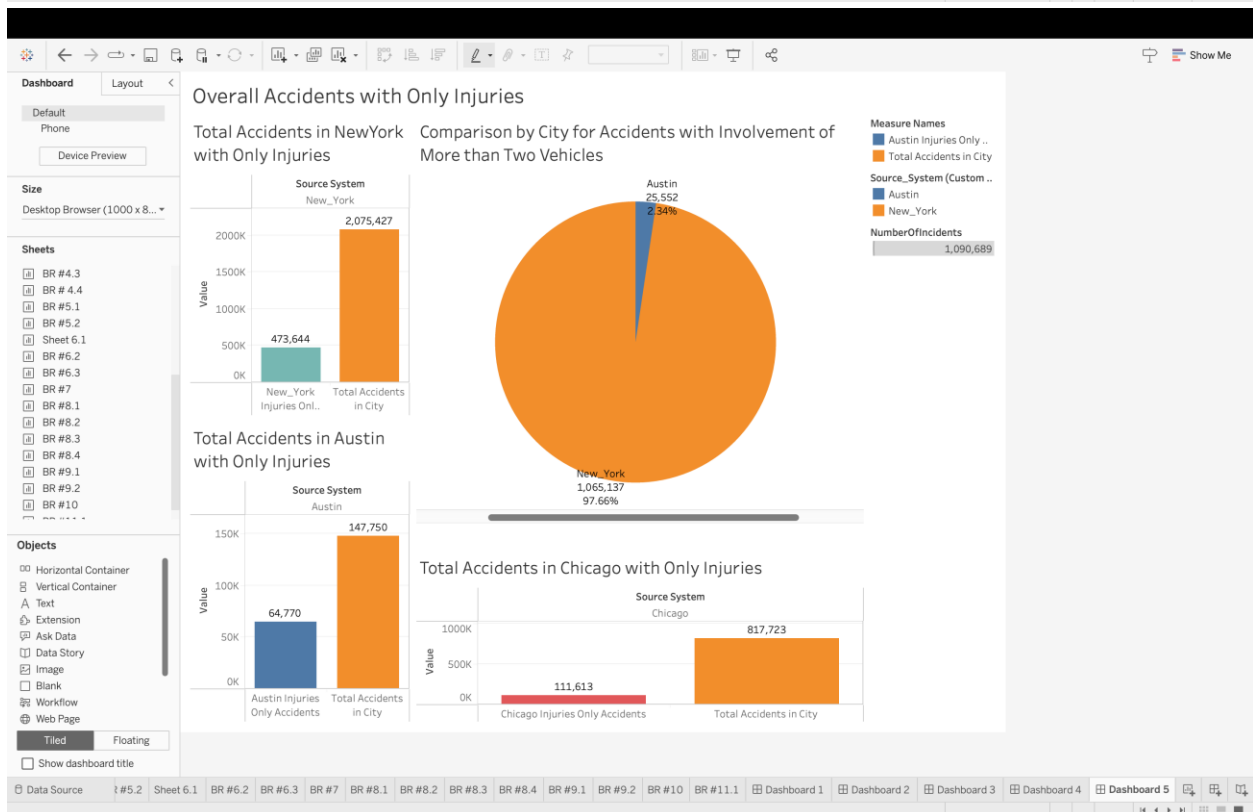 Show Me
Dashboard
Layout
Default
Phone
Device Preview
Size
Desktop Browser (1000 x 8...
Sheets
BR #4.3
BR # 4.4
BR #5.1
BR #5.2
Sheet 6.1
BR #6.2
BR #6.3
BR #7
BR #8.1
BR #8.2
BR #8.3
BR #8.4
BR #9.1
BR #9.2
BR #10
Objects
Horizontal Container
Vertical Container
A Text
Extension
Ask Data
Data Story
Image
Blank
Workflow
Web Page
Tiled
Floating
Show dashboard title
Overall Accidents with Only Injuries
Total Accidents in NewYork
with Only Injuries
Source System
New_York
2,075,427
473,644
2000K
1500K
1000K
500K
0K
Value
New_York
Injuries Onl..
Total Accidents
in City
Total Accidents in Austin
with Only Injuries
Source System
Austin
147,750
64,770
150K
100K
50K
0K
Value
Austin Injuries
Only Accidents
Total Accidents
in City
Comparison by City for Accidents with Involvement of
More than Two Vehicles
Austin
25,552
2.34%
New_York
1,065,137
97.66%
Total Accidents in Chicago with Only Injuries
Source System
Chicago
817,723
111,613
1000K
500K
0K
Value
Chicago Injuries Only Accidents
Total Accidents in City
Measure Names
Austin Injuries Only ..
Total Accidents in City
Source_System (Custom ..
Austin
New_York
NumberOfIncidents
1,090,689
Data Source
#5.2
Sheet 6.1
BR #6.2
BR #6.3
BR #7
BR #8.1
BR #8.2
BR #8.3
BR #8.4
BR #9.1
BR #9.2
BR #10
BR #11.1
Dashboard 1
Dashboard 2
Dashboard 3
Dashboard 4
Dashboard 5